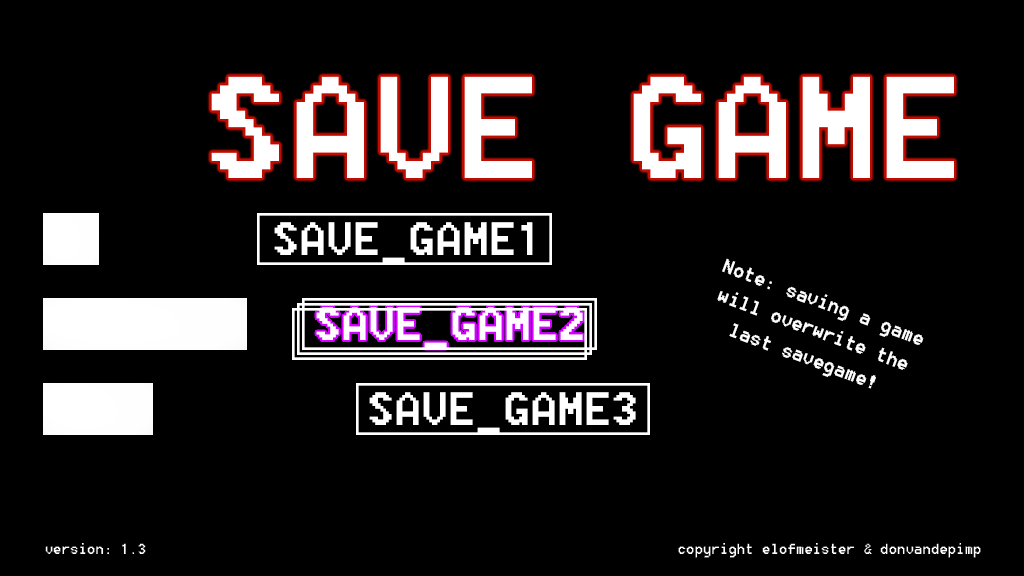 SAVE GAME
SAVE_GAME1
SAVE_GAME2
SAVE_GAME3
Note: saving a game
will overwrite the
last savegame!
version: 1.3
copyright elofmeister & donvandepimp